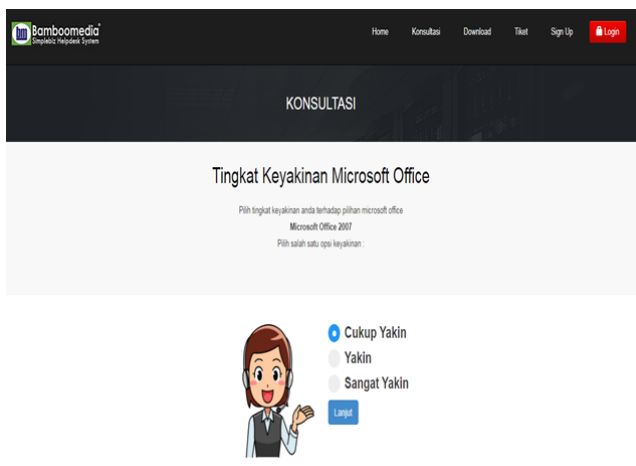 bm Bamboomedia
Simplebiz Helpdesk System
Home Konsultasi Download Tiket Sign Up Login
KONSULTASI
Tingkat Keyakinan Microsoft Office
Pilih tingkat keyakinan anda terhadap pilihan microsoft office
Microsoft Office 2007
Pilih salah satu opsi keyakinan :
Cukup Yakin
Yakin
Sangat Yakin
Lanjut